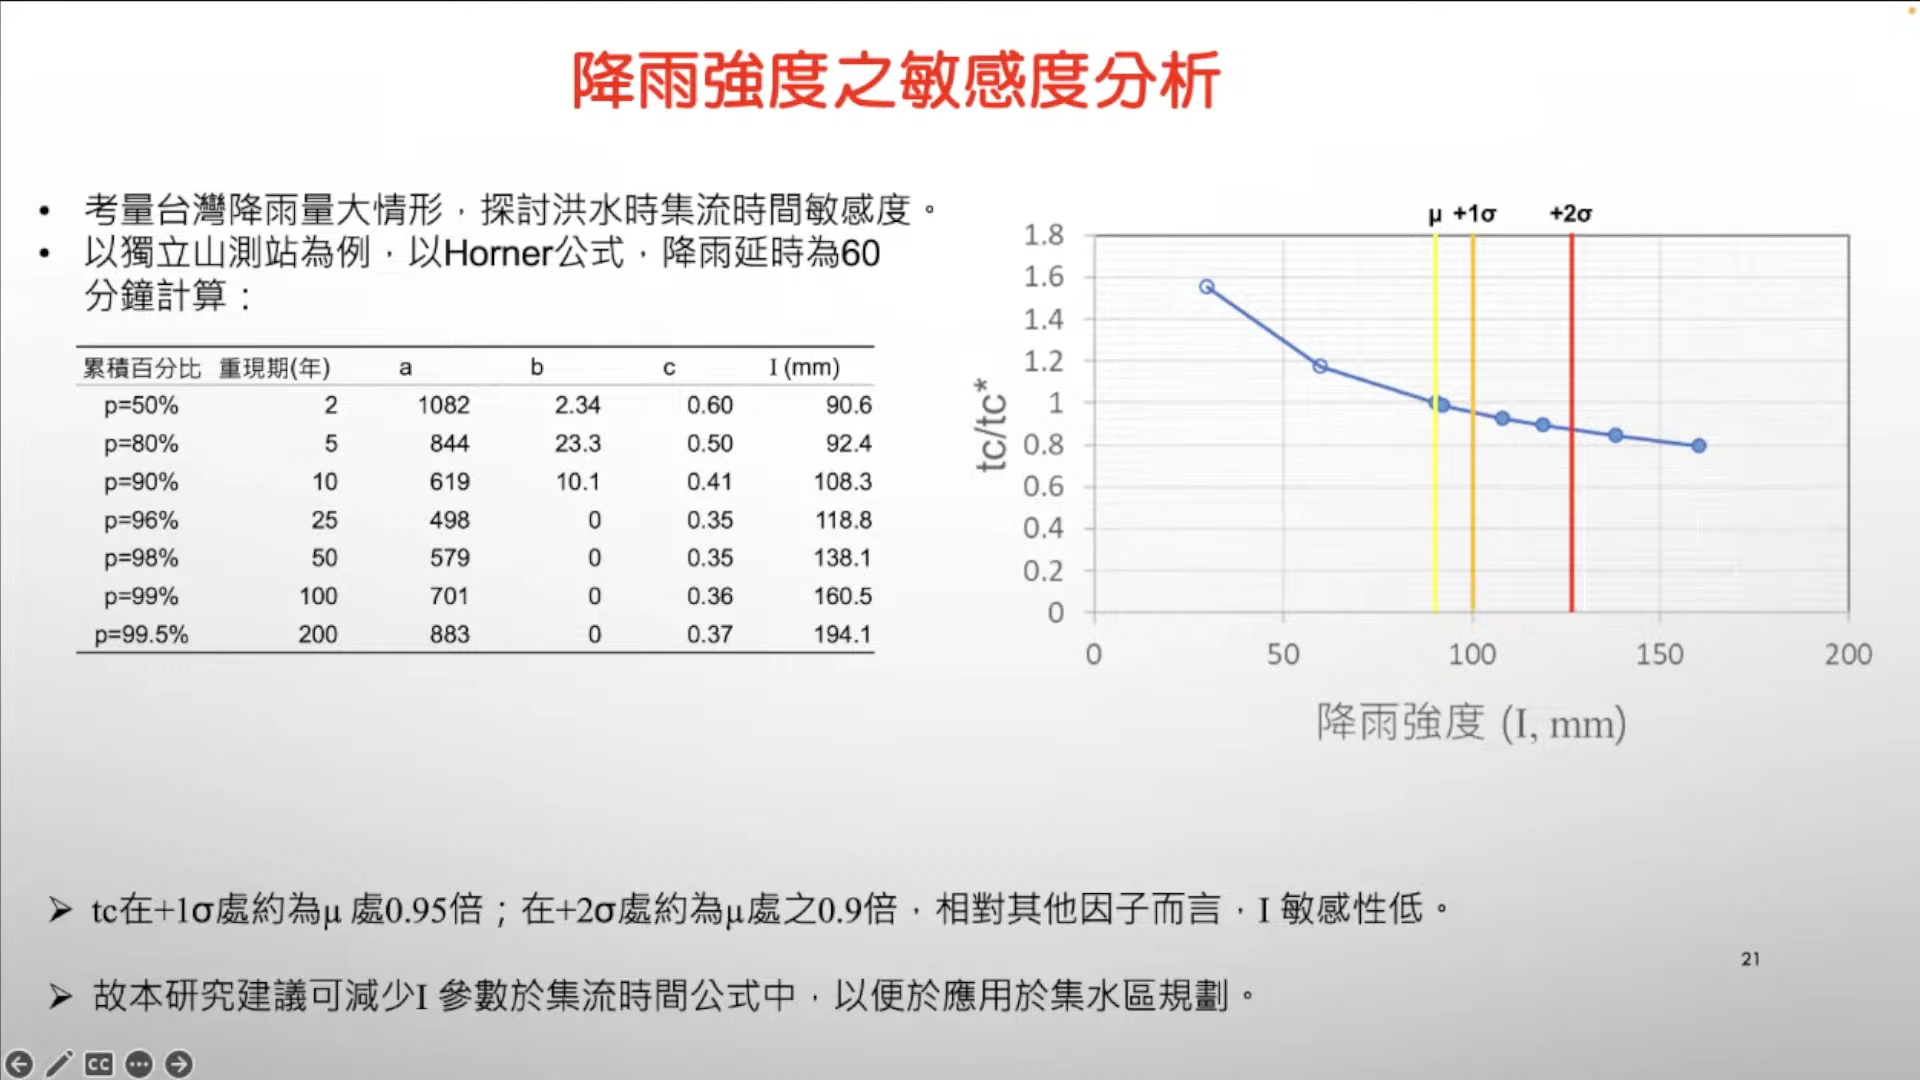 降雨強度之敏感度分析
• 考量台灣降雨量大情形，探討洪水時集流時間敏感度。
• 以獨立山測站為例，以Horner公式，降雨延時為60
分鐘計算：
累積百分比 重現期(年) a b c I (mm)
p=50% 2 1082 2.34 0.60 90.6
p=80% 5 844 23.3 0.50 92.4
p=90% 10 619 10.1 0.41 108.3
p=96% 25 498 0 0.35 118.8
p=98% 50 579 0 0.35 138.1
p=99% 100 701 0 0.36 160.5
p=99.5% 200 883 0 0.37 194.1
μ +1σ +2σ
1.8
1.6
1.4
1.2
1
0.8
0.6
0.4
0.2
0
tc/tc*
0 50 100 150 200
降雨強度 (I, mm)
➢ tc在+1σ處約為μ 處0.95倍；在+2σ處約為μ處之0.9倍，相對其他因子而言，I 敏感性低。
➢ 故本研究建議可減少I 參數於集流時間公式中，以便於應用於集水區規劃。
21
CC